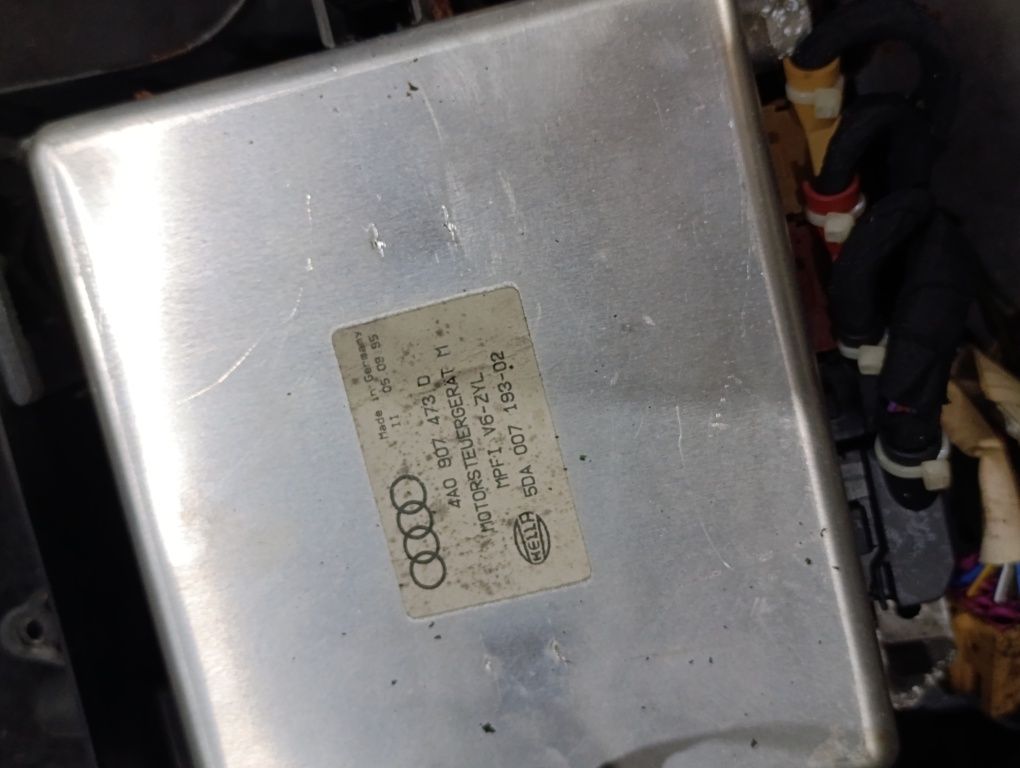 Made in Germany
II 05 09 95
4A0 907 473 D
MOTORSTEUERGERÄT M
MPFI V6-ZYL.
HELLA 5DA 007 193-02